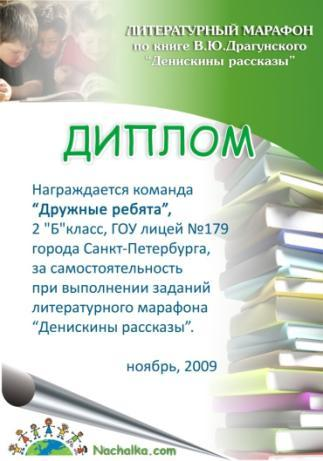 ЛИТЕРАТУРНЫЙ МАРАФОН
по книге В.Ю.Драгунского
"Денискины рассказы"
ДИПЛОМ
Награждается команда
"Дружные ребята",
2 "Б"класс, ГОУ лицей №179
города Санкт-Петербурга,
за самостоятельность
при выполнении заданий
литературного марафона
"Денискины рассказы".
ноябрь, 2009
Nachalka.com